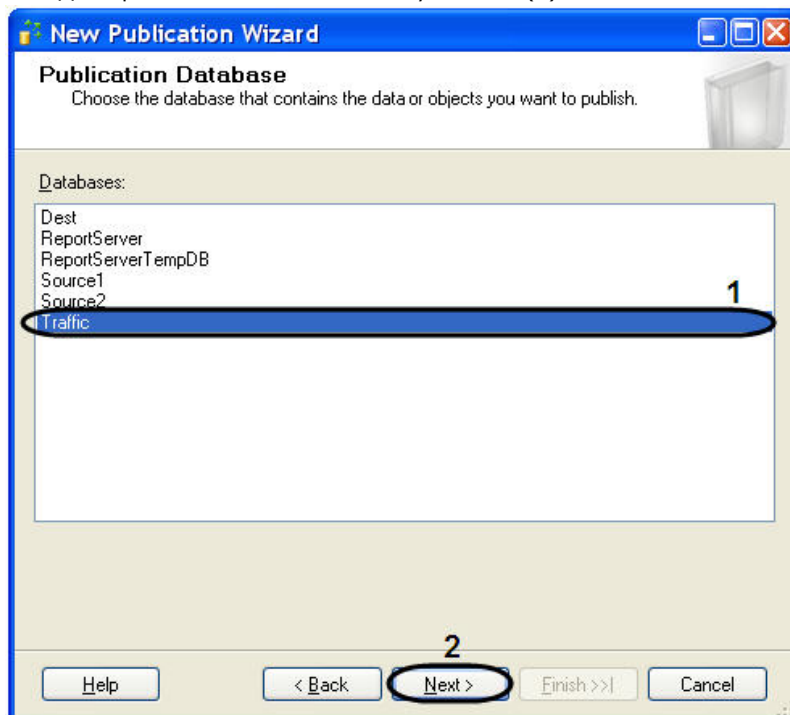 New Publication Wizard
Publication Database
Choose the database that contains the data or objects you want to publish.
Databases:
Dest
ReportServer
ReportServerTempDB
Source1
Source2
1
Traffic
2
Help < Back Next > Finish >>| Cancel